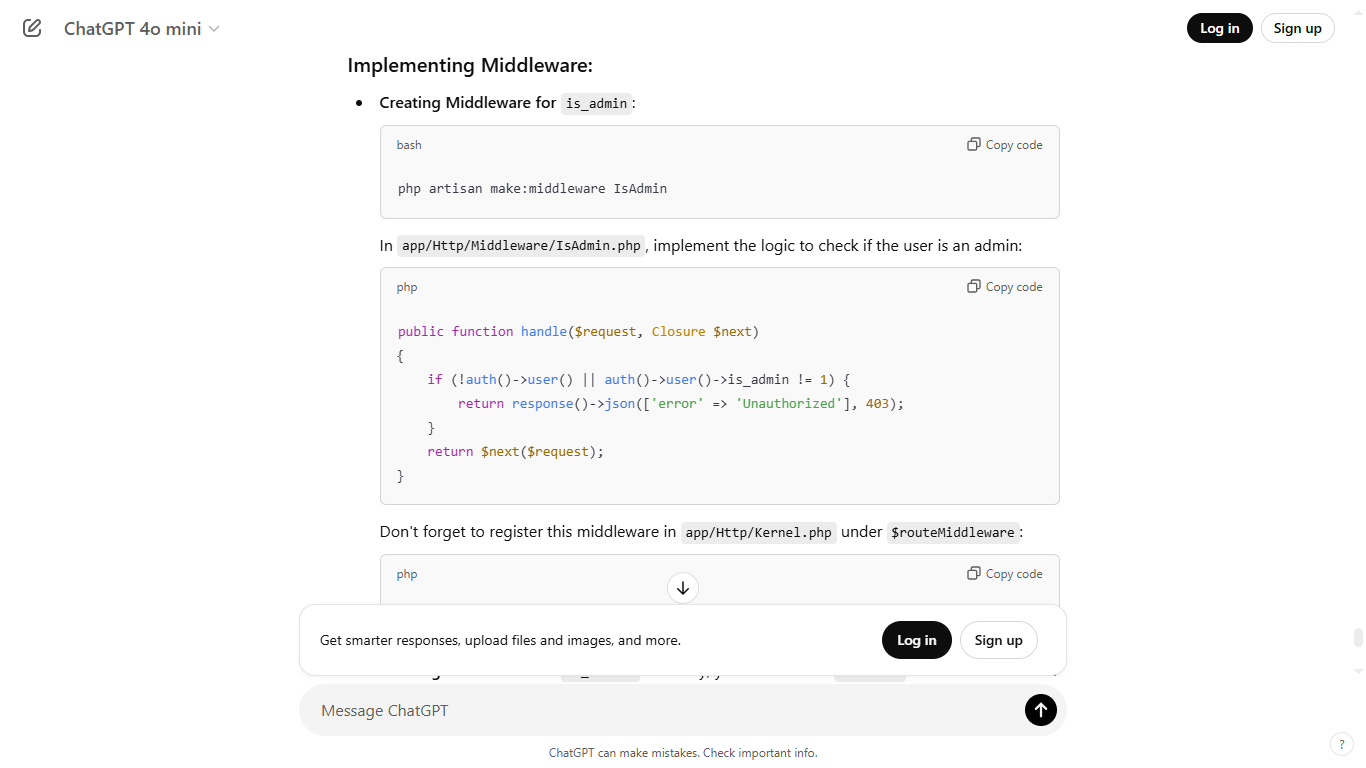 ChatGPT 4o mini
Log in
Sign up
Implementing Middleware:
Creating Middleware for is_admin:
bash
Copy code
php artisan make:middleware IsAdmin
In app/Http/Middleware/IsAdmin.php, implement the logic to check if the user is an admin:
php
Copy code
public function handle($request, Closure $next)
{
    if (!auth()->user() || auth()->user()->is_admin != 1) {
        return response()->json(['error' => 'Unauthorized'], 403);
    }
    return $next($request);
}
Don't forget to register this middleware in app/Http/Kernel.php under $routeMiddleware:
php
Copy code
Get smarter responses, upload files and images, and more.
Log in
Sign up
Message ChatGPT
ChatGPT can make mistakes. Check important info.
?